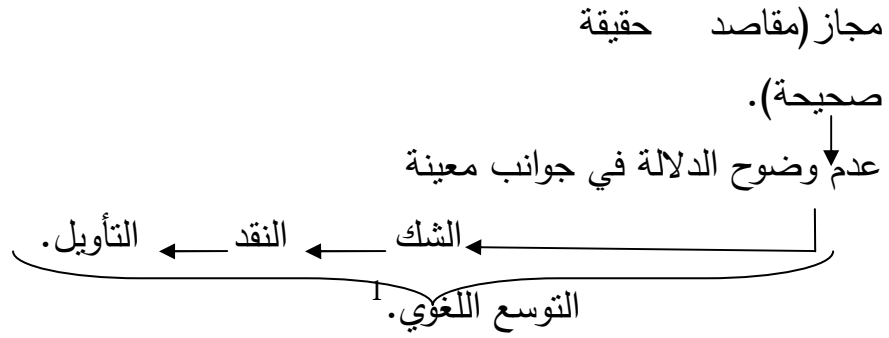 مجاز (مقاصد حقيقة
صحيحة).
عدم وضوح الدلالة في جوانب معينة
الشك النقد التأويل.
التوسع اللغوي.1